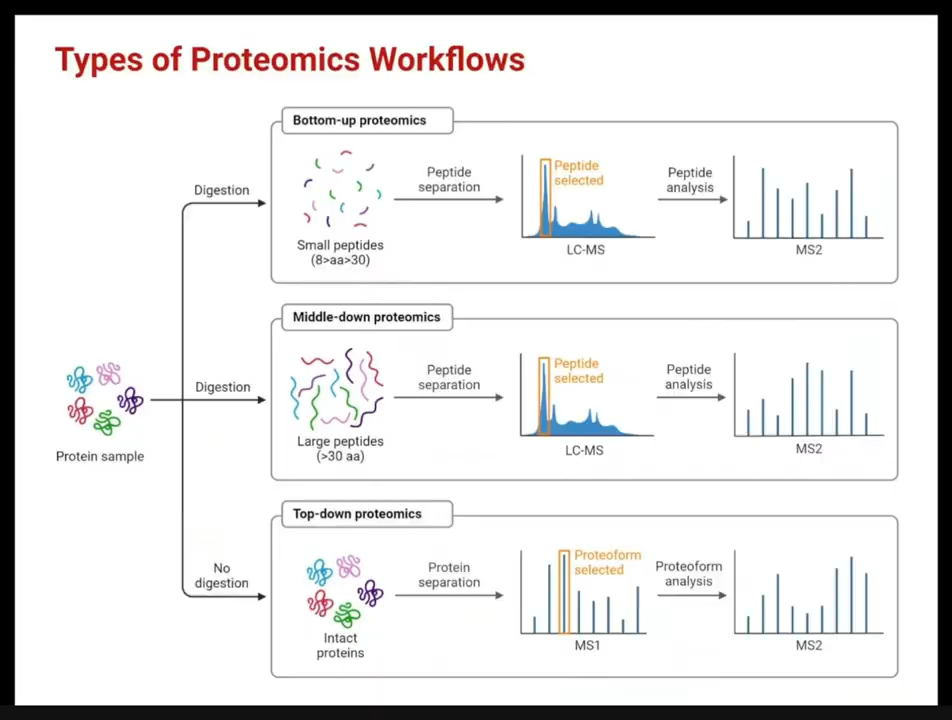 Types of Proteomics Workflows
Bottom-up proteomics
Digestion
Small peptides
(8>aa>30)
Peptide
separation
Peptide
selected
LC-MS
Peptide
analysis
MS2
Middle-down proteomics
Protein sample
Digestion
Large peptides
(>30 aa)
Peptide
separation
Peptide
selected
LC-MS
Peptide
analysis
MS2
Top-down proteomics
No
digestion
Intact
proteins
Protein
separation
Proteoform
selected
MS1
Proteoform
analysis
MS2